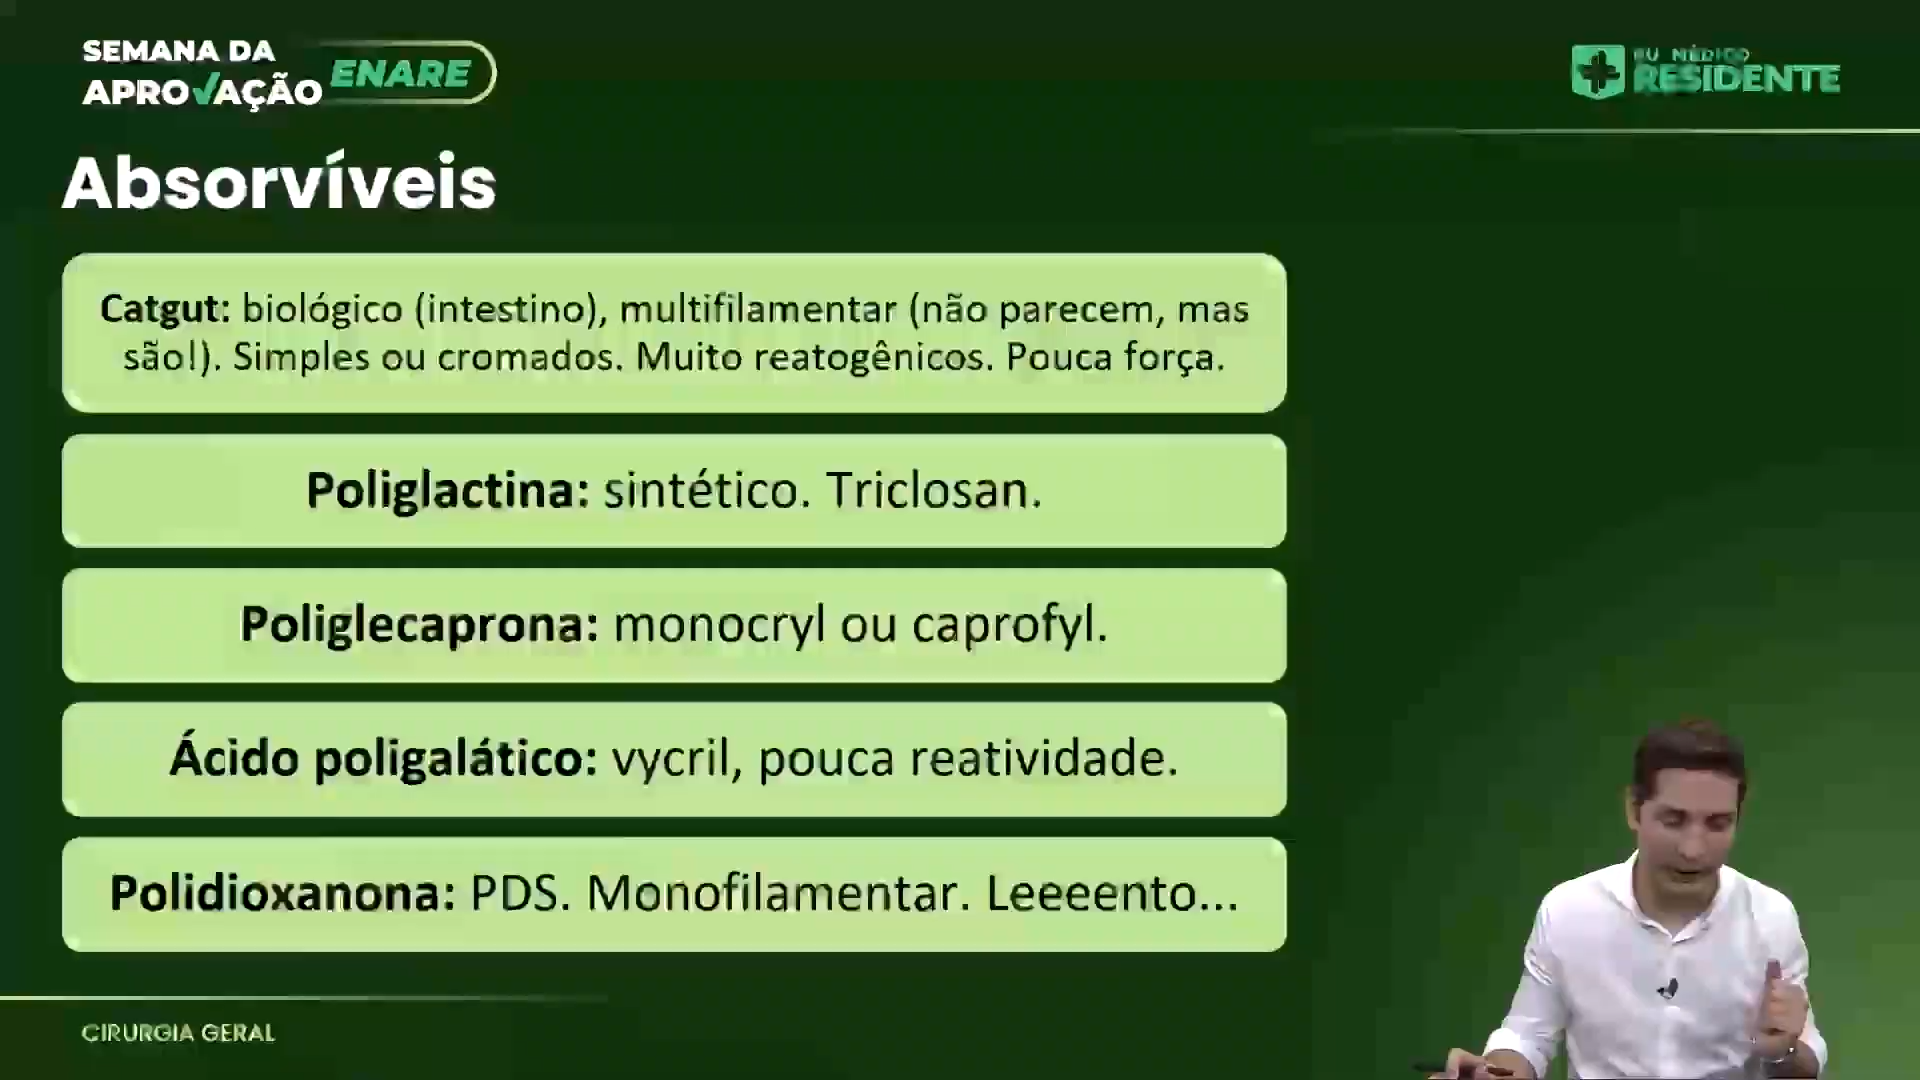 SEMANA DA
APROVAÇÃO ENARE
EU MÉDICO
RESIDENTE
Absorvíveis
Catgut: biológico (intestino), multifilamentar (não parecem, mas
são!). Simples ou cromados. Muito reatogênicos. Pouca força.
Poliglactina: sintético. Triclosan.
Poliglecaprona: monocryl ou caprofyl.
Ácido poligalático: vycril, pouca reatividade.
Polidioxanona: PDS. Monofilamentar. Leeeento...
CIRURGIA GERAL